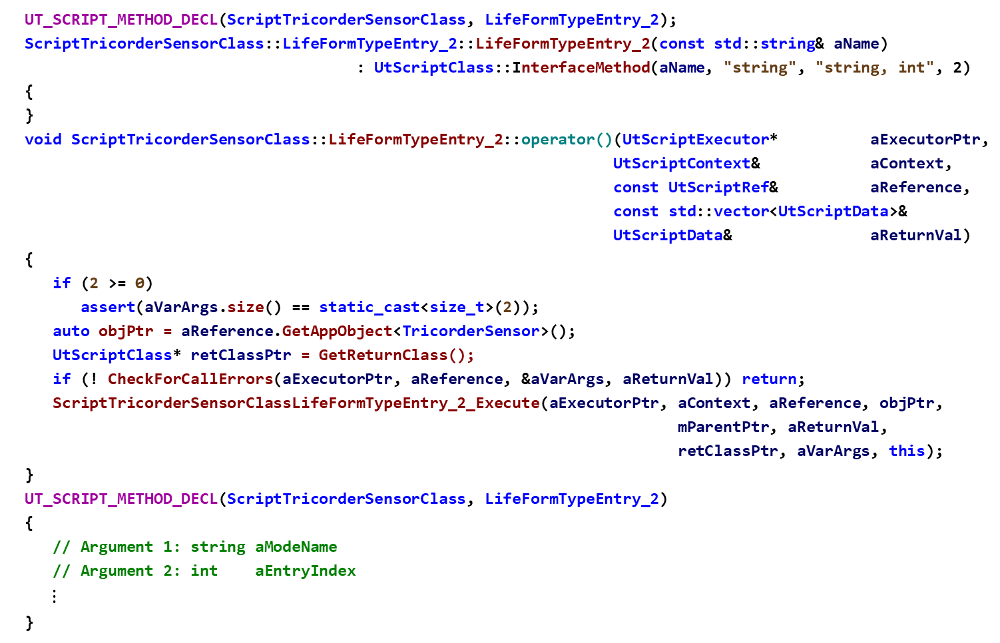 UT_SCRIPT_METHOD_DECL(ScriptTricorderSensorClass, LifeFormTypeEntry_2);
ScriptTricorderSensorClass::LifeFormTypeEntry_2::LifeFormTypeEntry_2(const std::string& aName)
: UtScriptClass::InterfaceMethod(aName, "string", "string, int", 2)
{
}
void ScriptTricorderSensorClass::LifeFormTypeEntry_2::operator()(UtScriptExecutor* aExecutorPtr,
UtScriptContext& aContext,
const UtScriptRef& aReference,
const std::vector<UtScriptData>&
UtScriptData& aReturnVal)
{
if (2 >= 0)
assert(aVarArgs.size() == static_cast<size_t>(2));
auto objPtr = aReference.GetAppObject<TricorderSensor>();
UtScriptClass* retClassPtr = GetReturnClass();
if (! CheckForCallErrors(aExecutorPtr, aReference, &aVarArgs, aReturnVal)) return;
ScriptTricorderSensorClassLifeFormTypeEntry_2_Execute(aExecutorPtr, aContext, aReference, objPtr,
mParentPtr, aReturnVal,
retClassPtr, aVarArgs, this);
}
UT_SCRIPT_METHOD_DECL(ScriptTricorderSensorClass, LifeFormTypeEntry_2)
{
// Argument 1: string aModeName
// Argument 2: int aEntryIndex
⋮
}